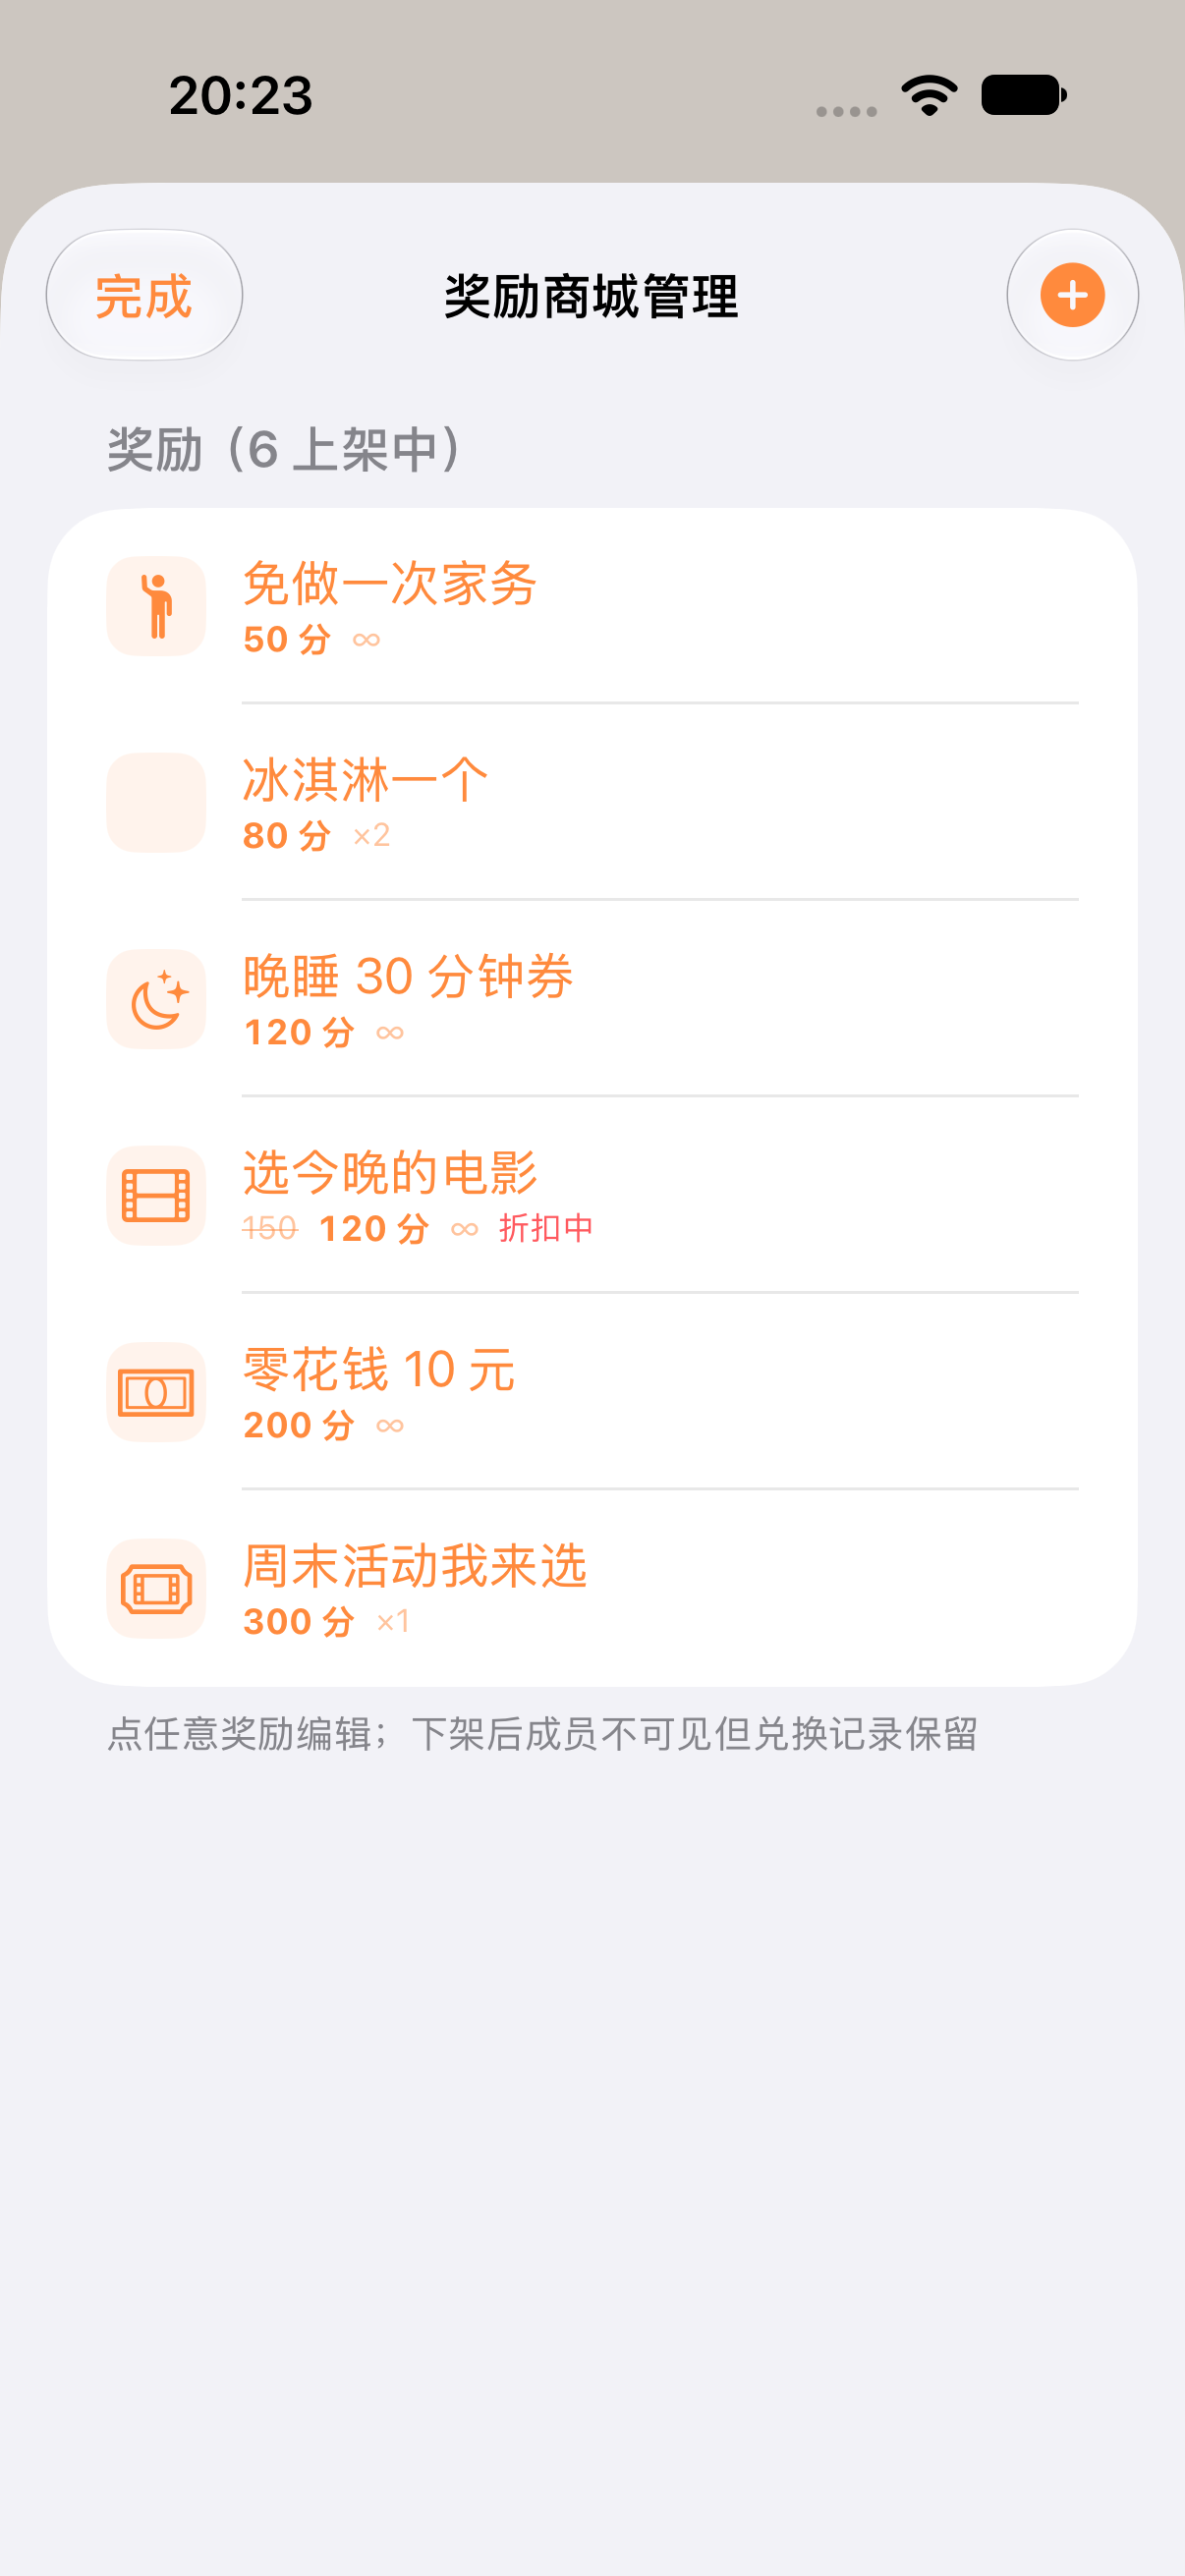 20:23
完成
奖励商城管理
奖励（6 上架中）
免做一次家务
50 分 ∞
冰淇淋一个
80 分 ×2
晚睡 30 分钟券
120 分 ∞
选今晚的电影
150 120 分 ∞ 折扣中
零花钱 10 元
200 分 ∞
周末活动我来选
300 分 ×1
点任意奖励编辑；下架后成员不可见但兑换记录保留